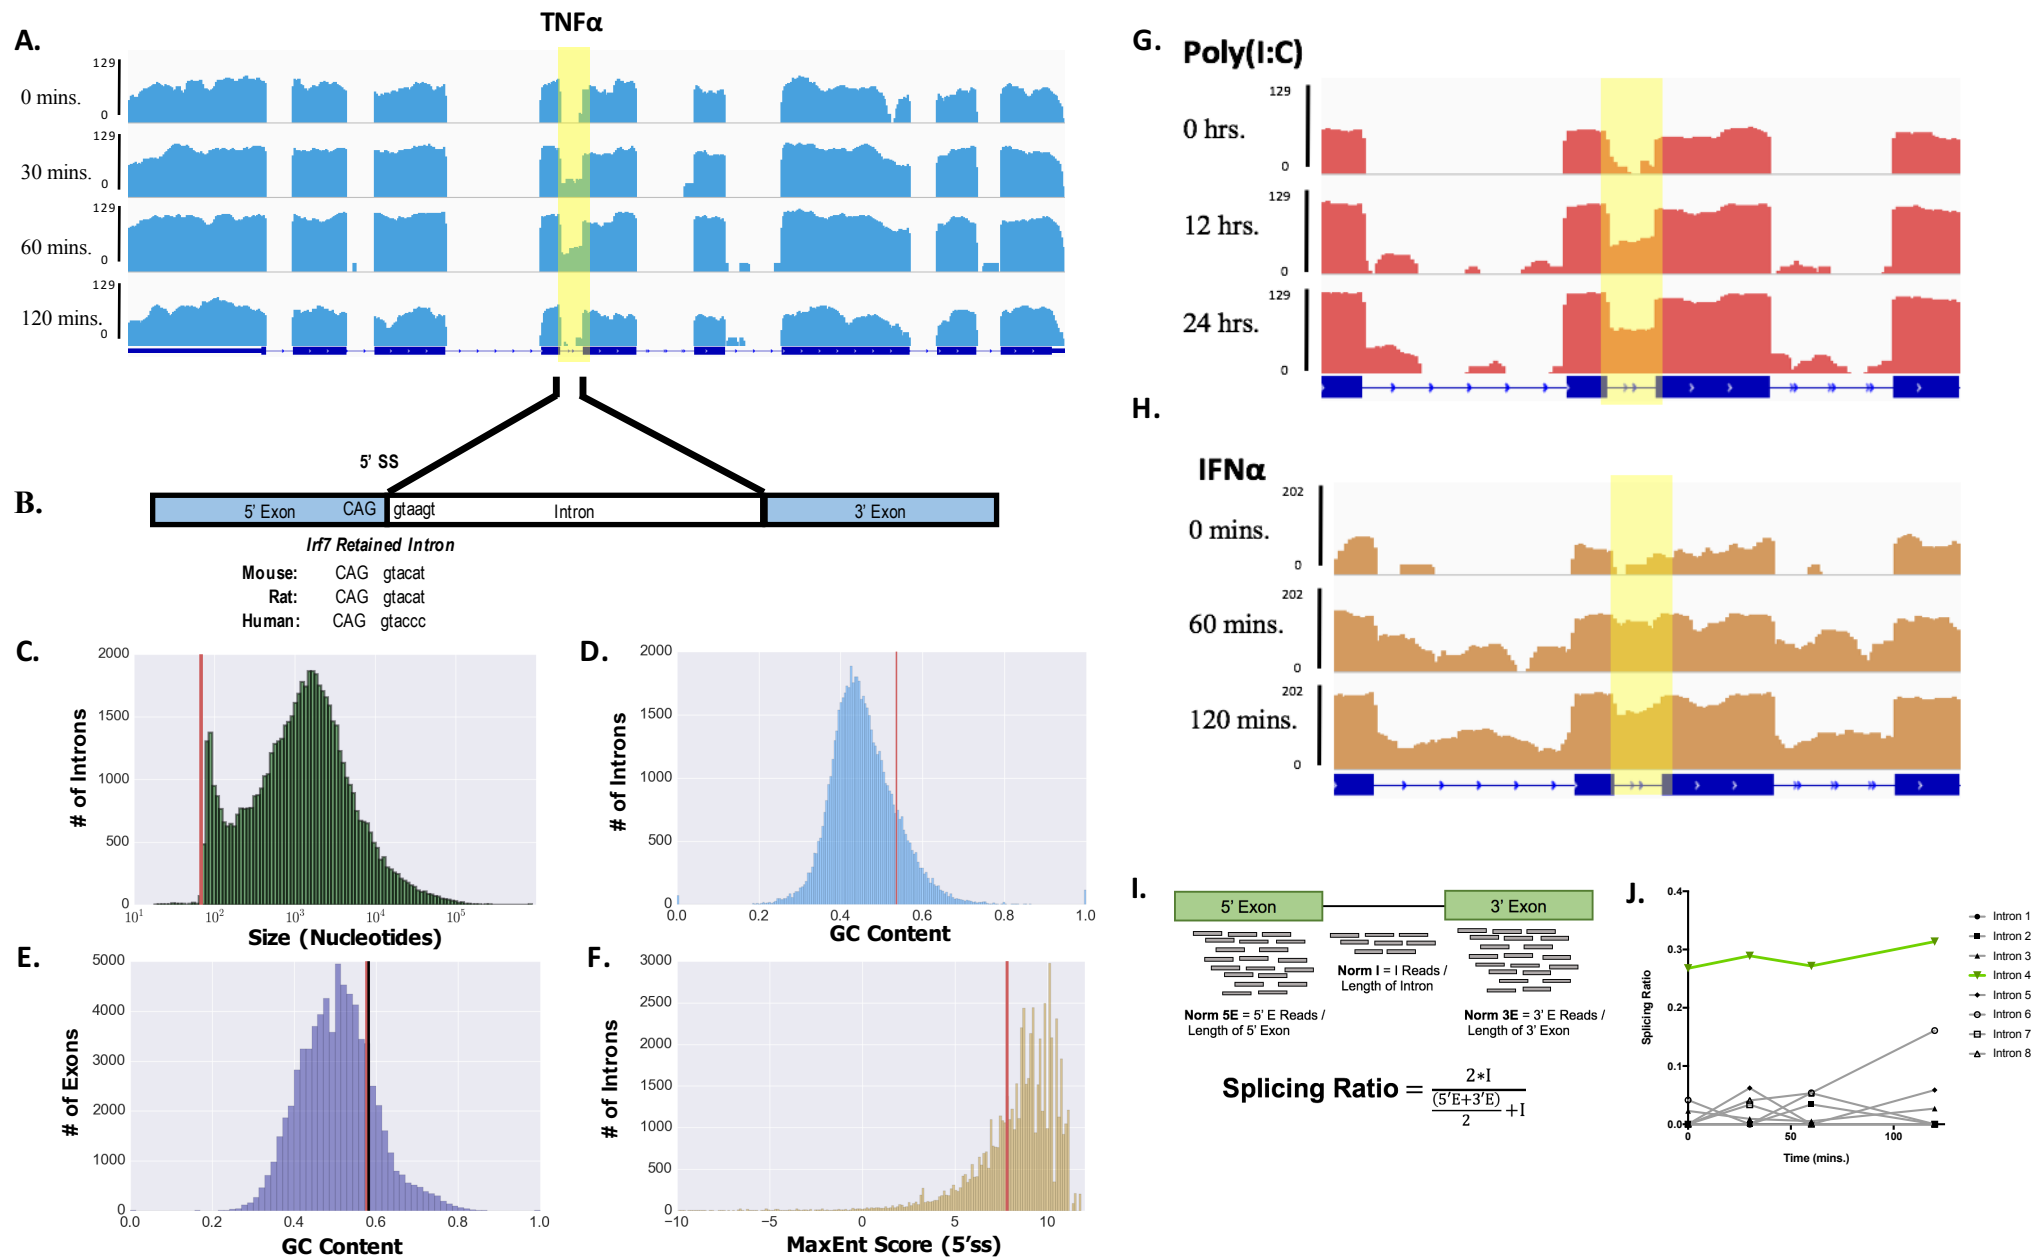 A.
TNFα
129
0 mins.
0
129
30 mins.
0
129
60 mins.
0
129
120 mins.
0
B.
5' SS
5' Exon CAG gtaagt Intron 3' Exon
Irf7 Retained Intron
Mouse: CAG gtacat
Rat: CAG gtacat
Human: CAG gtaccc
C.
2000
1500
1000
500
0
# of Introns
10¹ 10² 10³ 10⁴ 10⁵
Size (Nucleotides)
D.
2000
1500
1000
500
0
# of Introns
0.0 0.2 0.4 0.6 0.8 1.0
GC Content
E.
5000
4000
3000
2000
1000
0
# of Exons
0.0 0.2 0.4 0.6 0.8 1.0
GC Content
F.
3000
2500
2000
1500
1000
500
0
# of Introns
−10 −5 0 5 10
MaxEnt Score (5'ss)
G.
Poly(I:C)
129
0 hrs.
0
129
12 hrs.
0
129
24 hrs.
0
H.
IFNα
202
0 mins.
0
202
60 mins.
0
202
120 mins.
0
I.
5' Exon 3' Exon
Norm I = I Reads /
Length of Intron
Norm 5E = 5' E Reads /
Length of 5' Exon
Norm 3E = 3' E Reads /
Length of 3' Exon
Splicing Ratio = 2*I / ((5'E+3'E)/2 +I)
J.
0.4
0.3
0.2
0.1
0.0
Splicing Ratio
0 50 100
Time (mins.)
Intron 1
Intron 2
Intron 3
Intron 4
Intron 5
Intron 6
Intron 7
Intron 8